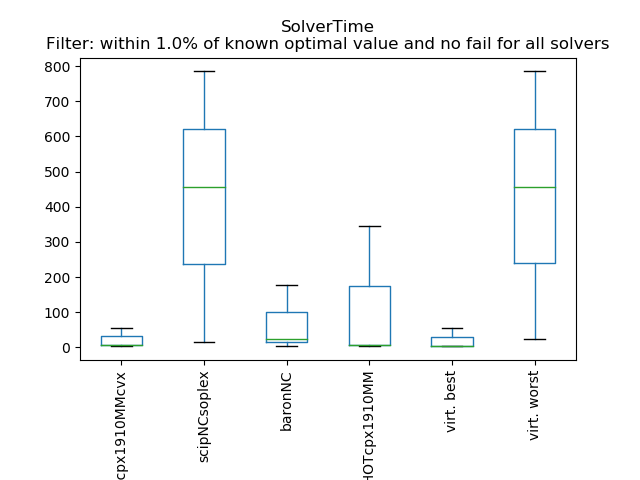 SolverTime
Filter: within 1.0% of known optimal value and no fail for all solvers
800
700
600
500
400
300
200
100
0
cpx1910MMcvx
scipNCsoplex
baronNC
HOTcpx1910MM
virt. best
virt. worst